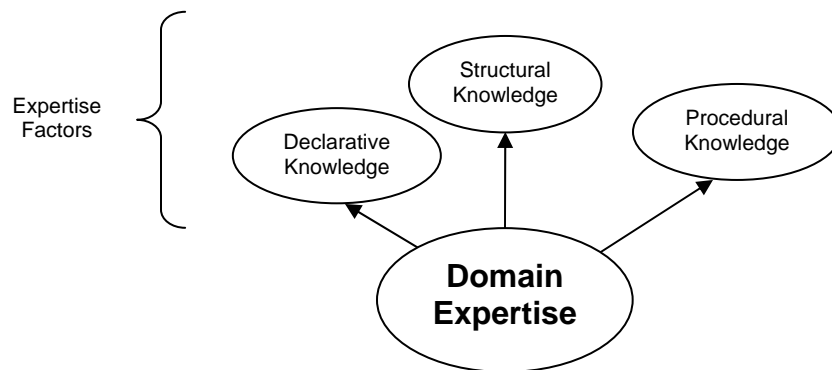 Expertise
Factors
Structural
Knowledge
Declarative
Knowledge
Procedural
Knowledge
Domain
Expertise